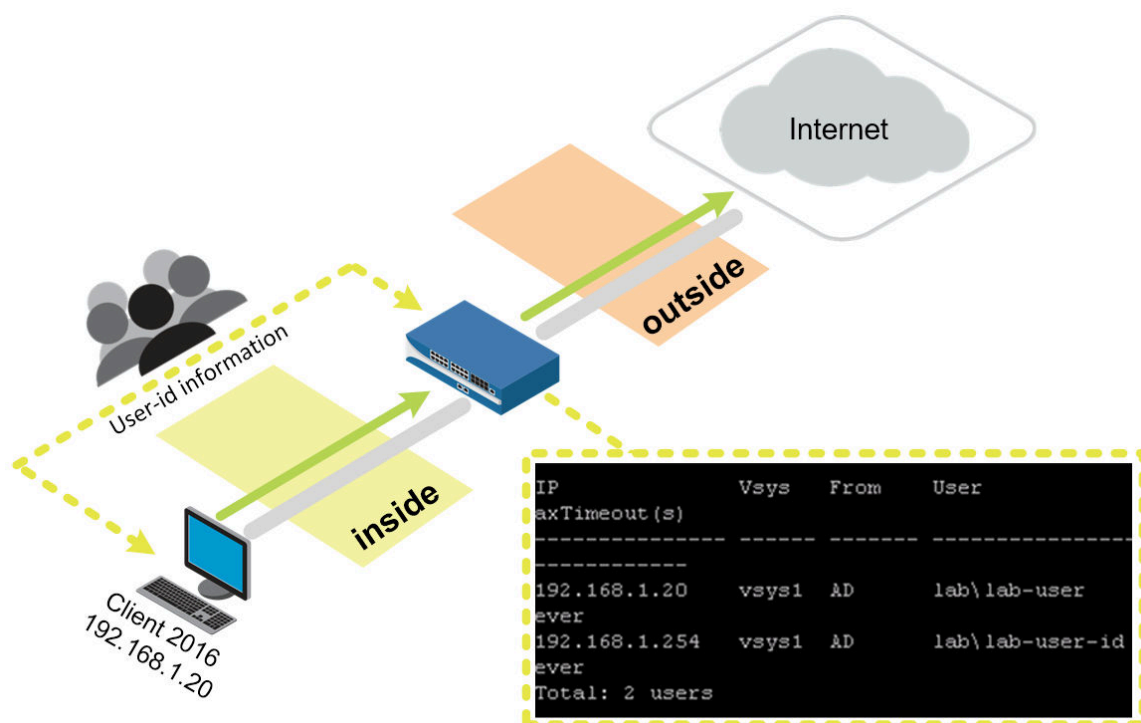 Internet
outside
User-id information
inside
Client 2016
192.168.1.20
IP Vsys From User
axTimeout(s)
--------------- ------ ------- ----------------
------------
192.168.1.20 vsys1 AD lab\lab-user
ever
192.168.1.254 vsys1 AD lab\lab-user-id
ever
Total: 2 users